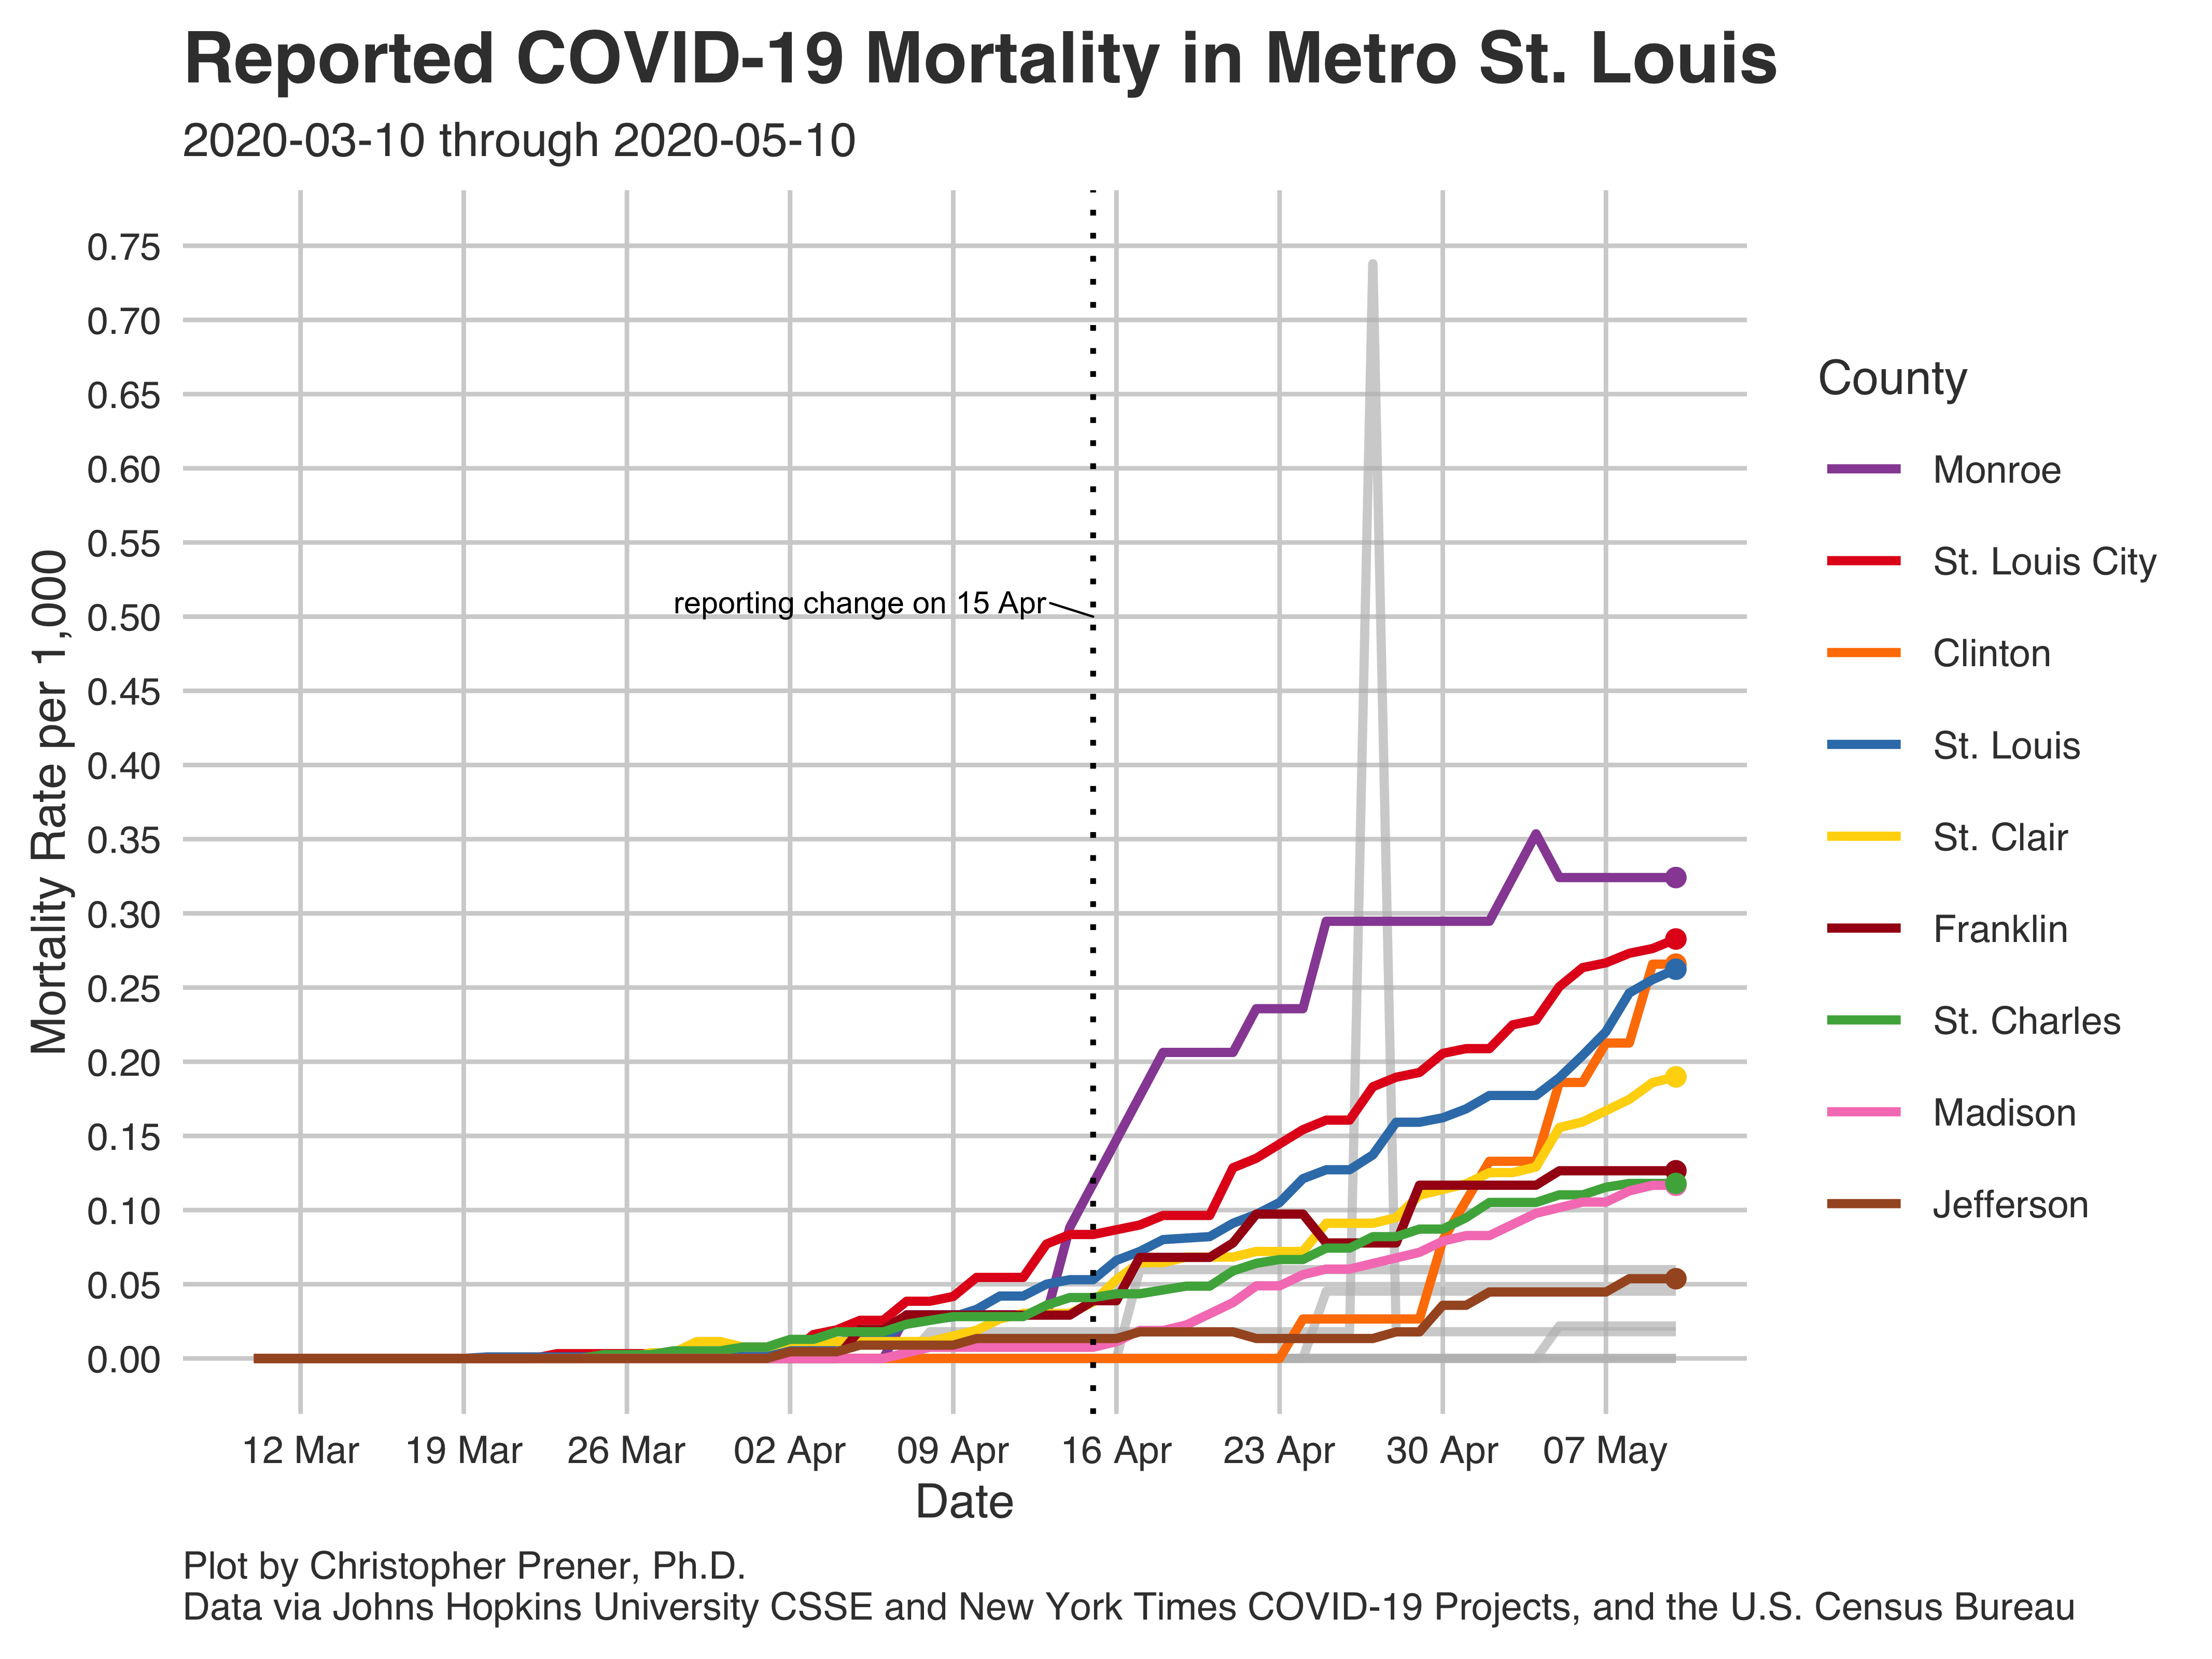 Reported COVID-19 Mortality in Metro St. Louis
2020-03-10 through 2020-05-10
Mortality Rate per 1,000
0.75
0.70
0.65
0.60
0.55
0.50
0.45
0.40
0.35
0.30
0.25
0.20
0.15
0.10
0.05
0.00
reporting change on 15 Apr
12 Mar
19 Mar
26 Mar
02 Apr
09 Apr
16 Apr
23 Apr
30 Apr
07 May
Date
County
Monroe
St. Louis City
Clinton
St. Louis
St. Clair
Franklin
St. Charles
Madison
Jefferson
Plot by Christopher Prener, Ph.D.
Data via Johns Hopkins University CSSE and New York Times COVID-19 Projects, and the U.S. Census Bureau